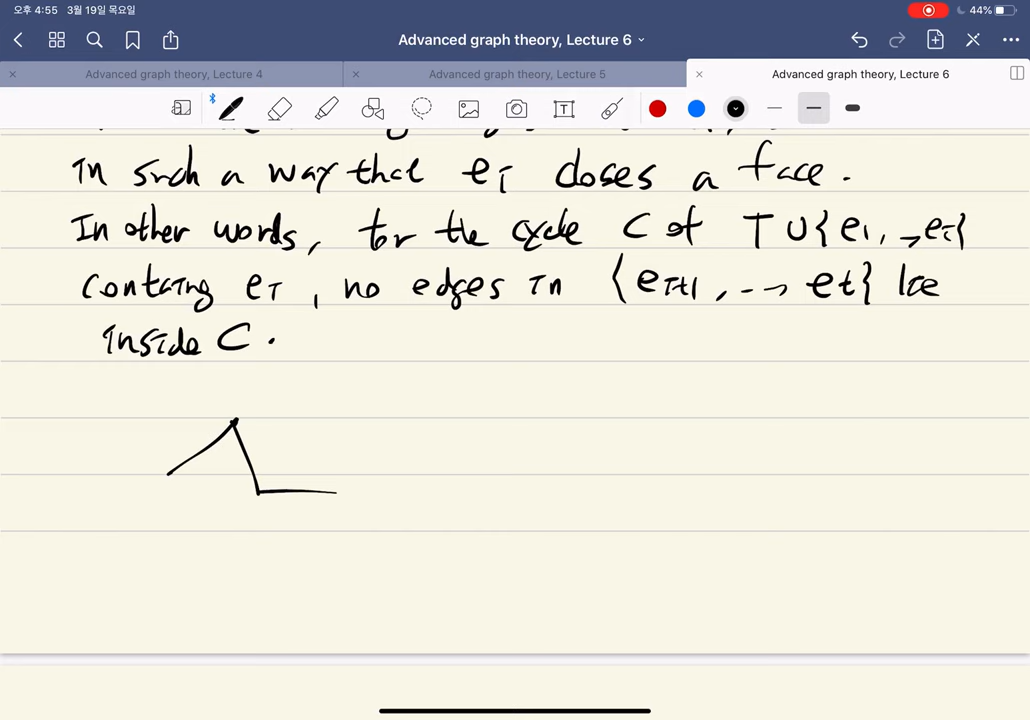 오후 4:55 3월 19일 목요일
44%
Advanced graph theory, Lecture 6
Advanced graph theory, Lecture 4
Advanced graph theory, Lecture 5
Advanced graph theory, Lecture 6
In such a way that ei closes a face.
In other words, for the cycle C of T ∪ {e1, .., ei}
containg ei, no edges in {ei+1, ..., et} lie
inside C.